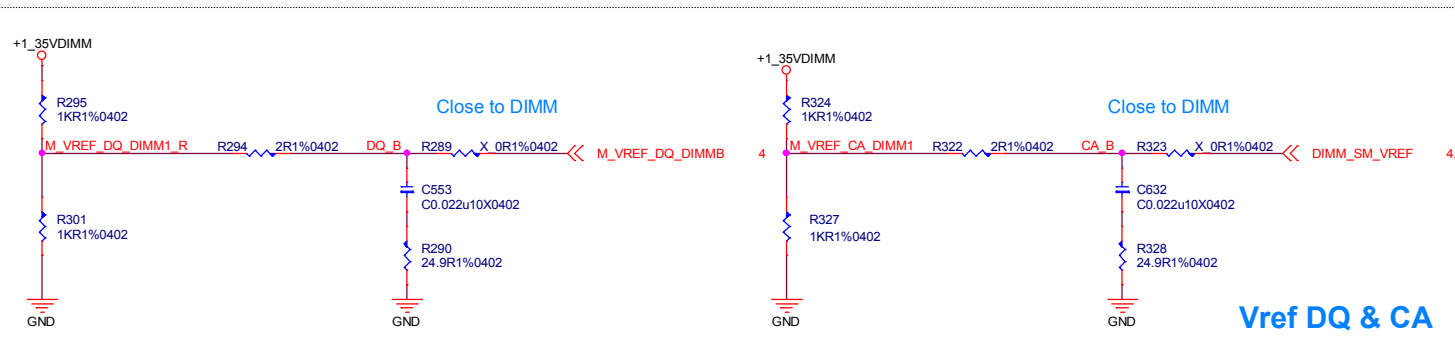 +1_35VDIMM
R295
1KR1%0402
Close to DIMM
M_VREF_DQ_DIMM1_R R294 2R1%0402 DQ_B R289 X_0R1%0402 M_VREF_DQ_DIMMB 4
C553
C0.022u10X0402
R301
1KR1%0402
R290
24.9R1%0402
GND GND
+1_35VDIMM
R324
1KR1%0402
Close to DIMM
M_VREF_CA_DIMM1 R322 2R1%0402 CA_B R323 X_0R1%0402 DIMM_SM_VREF
C632
C0.022u10X0402
R327
1KR1%0402
R328
24.9R1%0402
GND GND
Vref DQ & CA